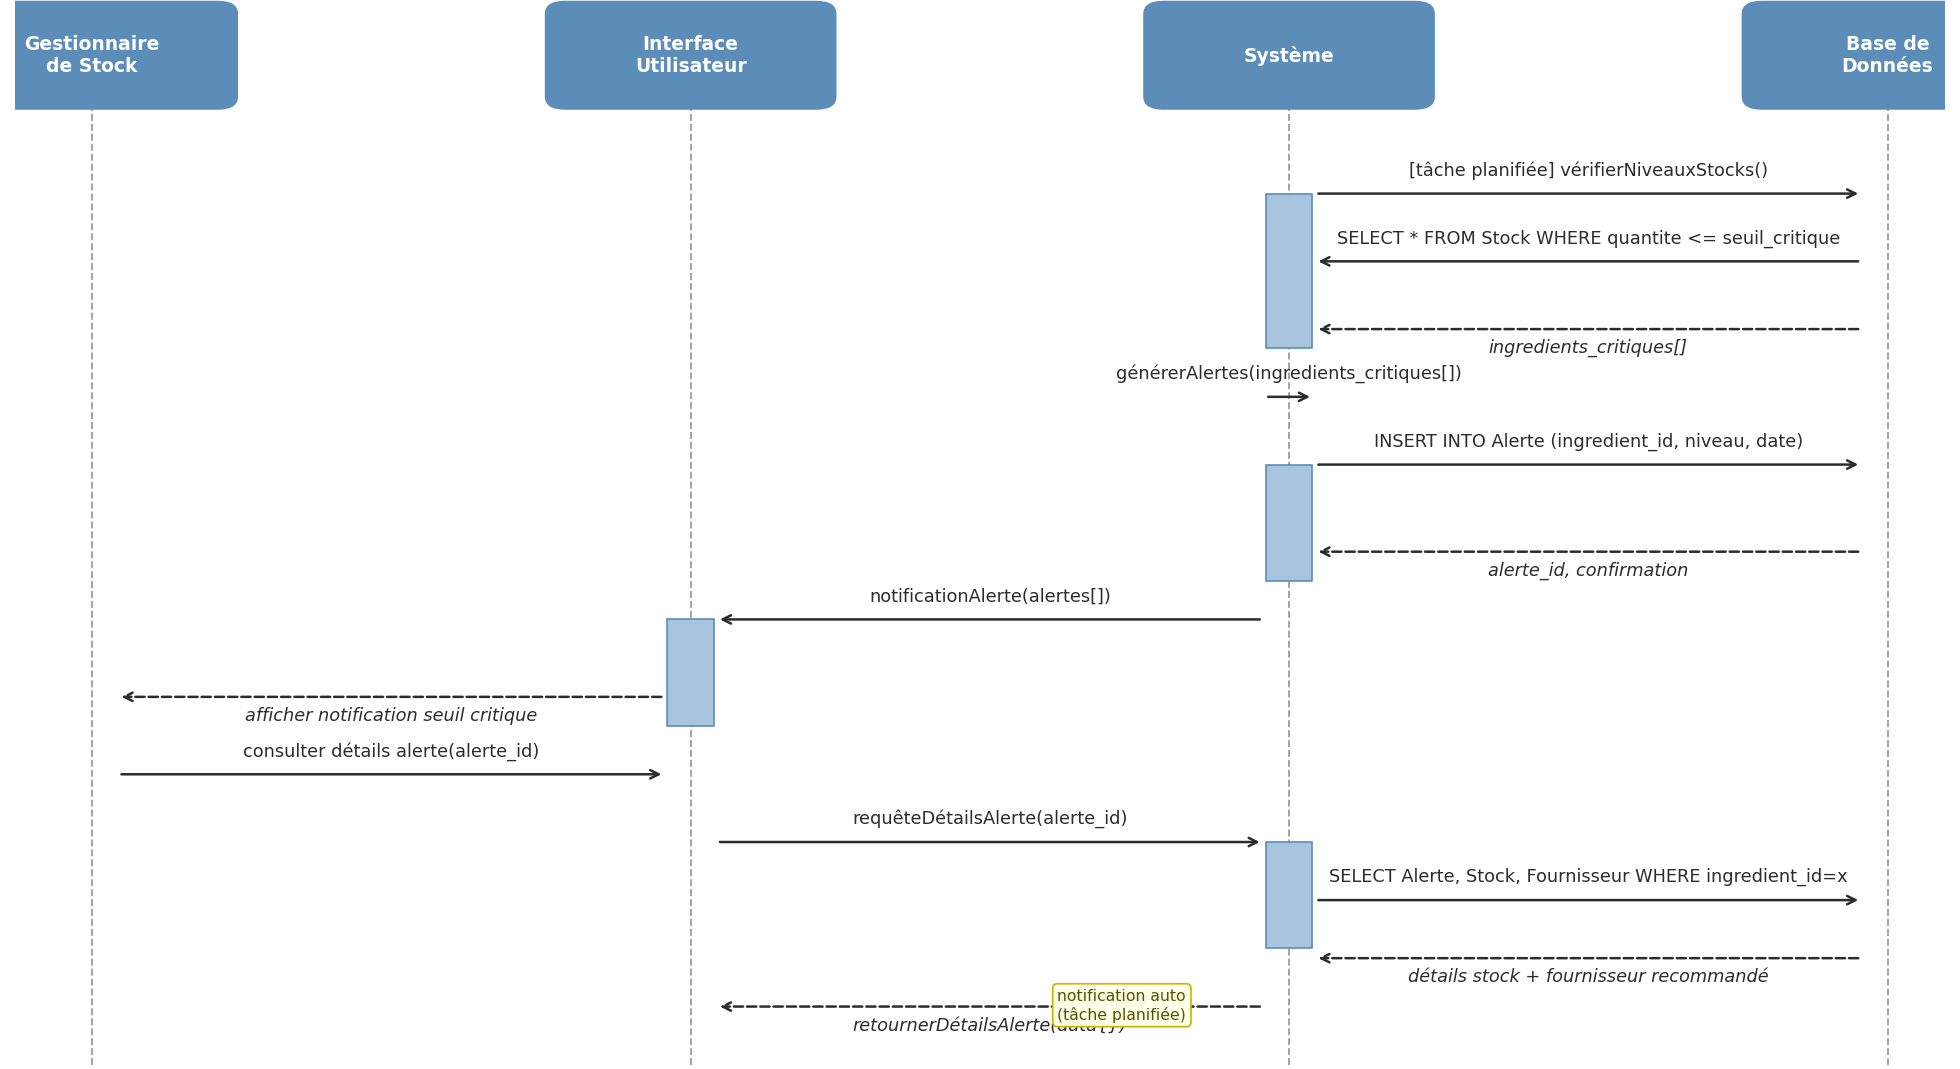 Gestionnaire
de Stock
Interface
Utilisateur
Système
Base de
Données
[tâche planifiée] vérifierNiveauxStocks()
SELECT * FROM Stock WHERE quantite <= seuil_critique
ingredients_critiques[]
générerAlertes(ingredients_critiques[])
INSERT INTO Alerte (ingredient_id, niveau, date)
alerte_id, confirmation
notificationAlerte(alertes[])
afficher notification seuil critique
consulter détails alerte(alerte_id)
requêteDétailsAlerte(alerte_id)
SELECT Alerte, Stock, Fournisseur WHERE ingredient_id=x
détails stock + fournisseur recommandé
notification auto
(tâche planifiée)
retournerDétailsAlerte(data[])